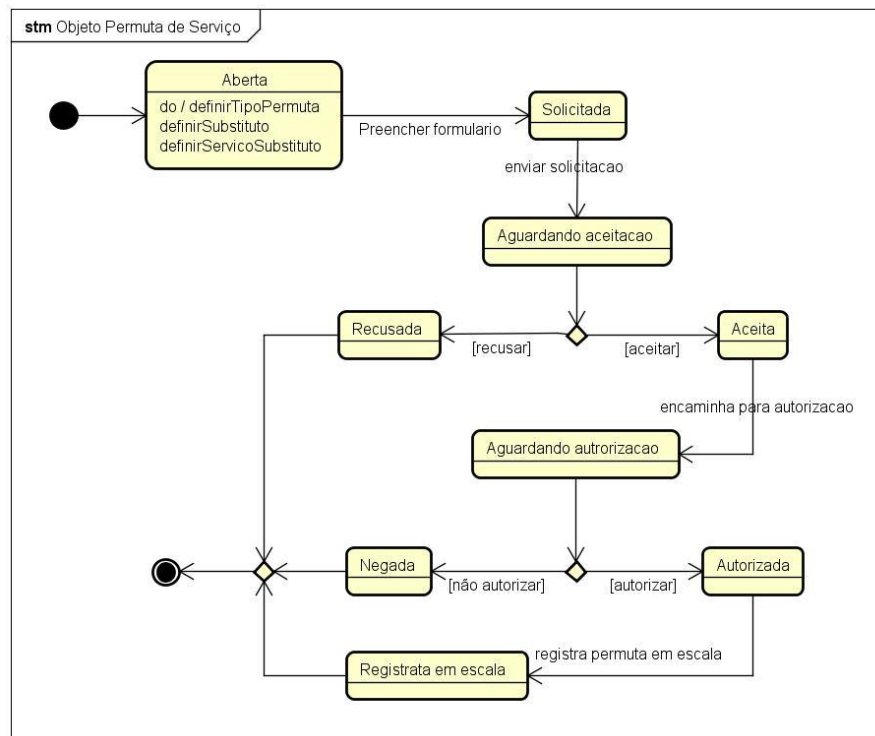 stm Objeto Permuta de Serviço
Aberta
do / definirTipoPermuta
definirSubstituto
definirServicoSubstituto
Preencher formulario
Solicitada
enviar solicitacao
Aguardando aceitacao
Recusada
[recusar]
[aceitar]
Aceita
encaminha para autorizacao
Aguardando autrorizacao
Negada
[não autorizar]
[autorizar]
Autorizada
registra permuta em escala
Registrata em escala